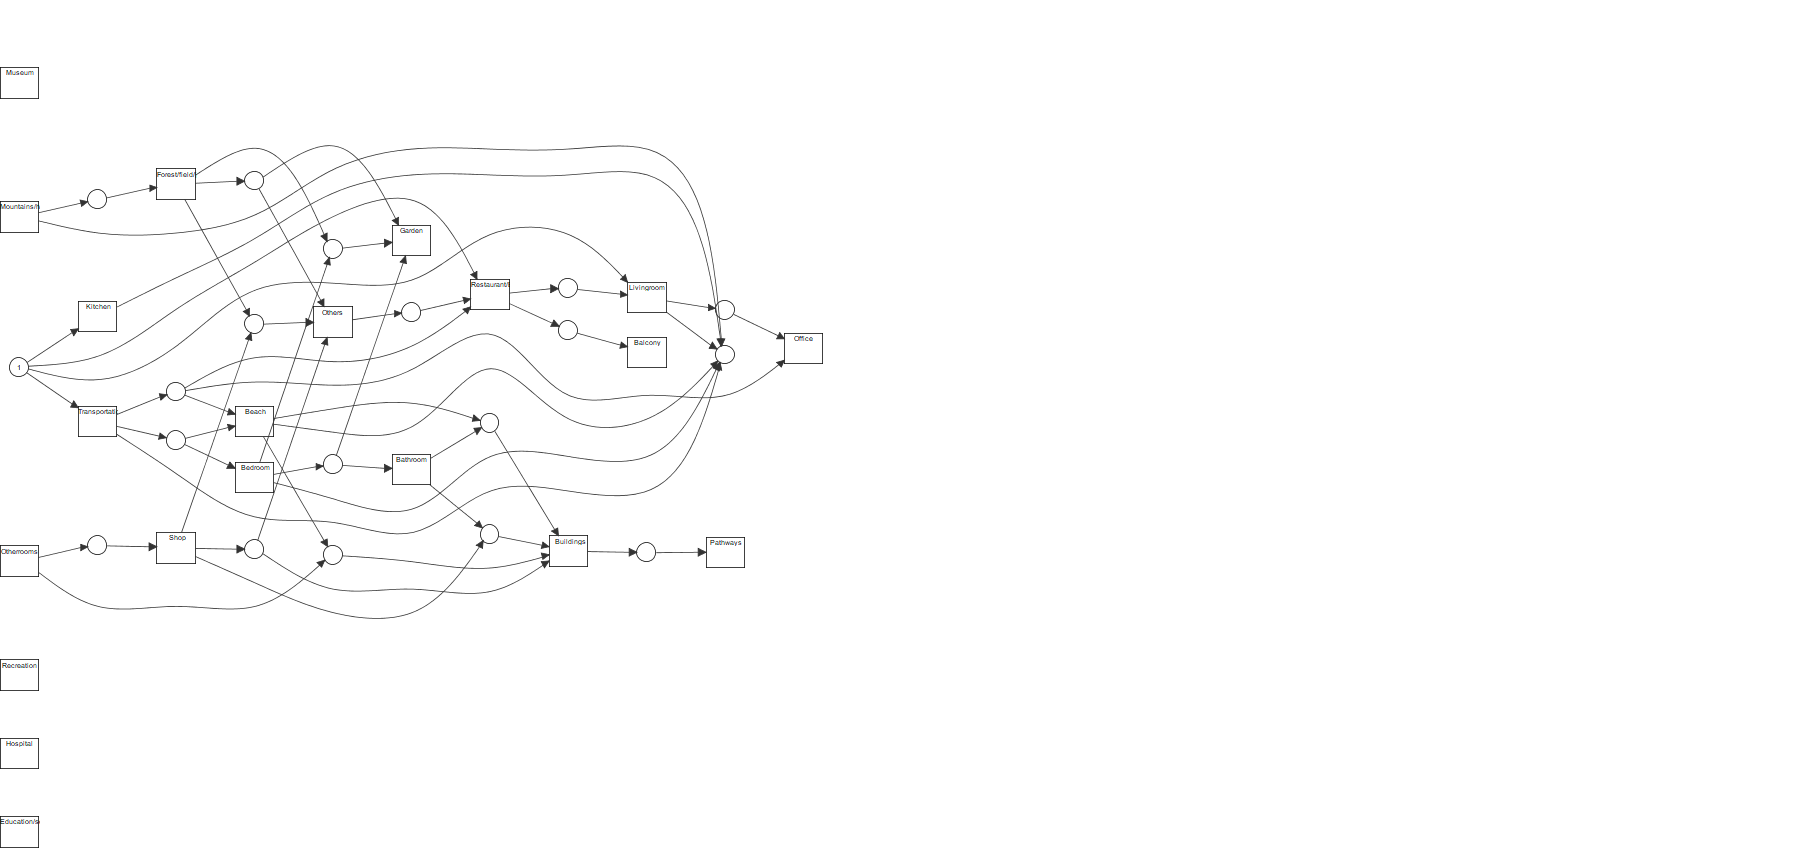 Museum
Forest/field/
Mountains/h
Garden
Restaurant/
Livingroom
Kitchen
Others
Balcony
Office
1
Transportati
Beach
Bathroom
Bedroom
Shop
Buildings
Pathways
Otherrooms
Recreation
Hospital
Education/s